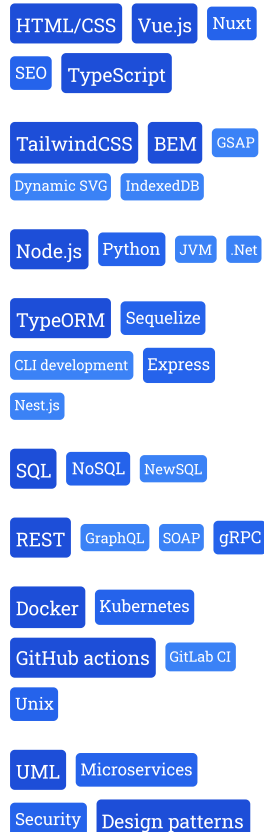 HTML/CSS Vue.js Nuxt
SEO TypeScript
TailwindCSS BEM GSAP
Dynamic SVG IndexedDB
Node.js Python JVM .Net
TypeORM Sequelize
CLI development Express
Nest.js
SQL NoSQL NewSQL
REST GraphQL SOAP gRPC
Docker Kubernetes
GitHub actions GitLab CI
Unix
UML Microservices
Security Design patterns